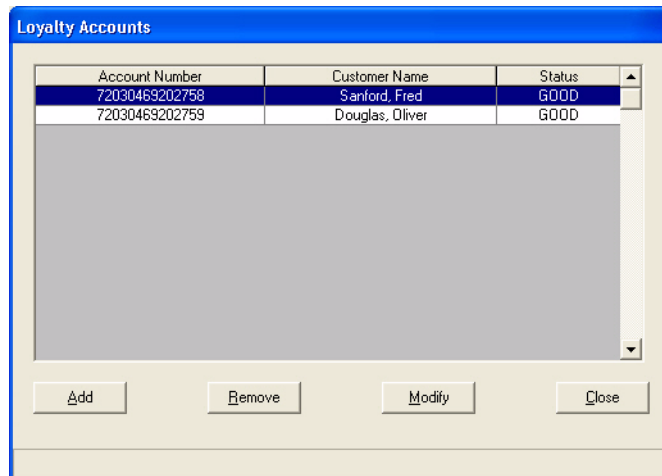 Loyalty Accounts
Account Number Customer Name Status
72030469202758 Sanford, Fred GOOD
72030469202759 Douglas, Oliver GOOD
Add Remove Modify Close